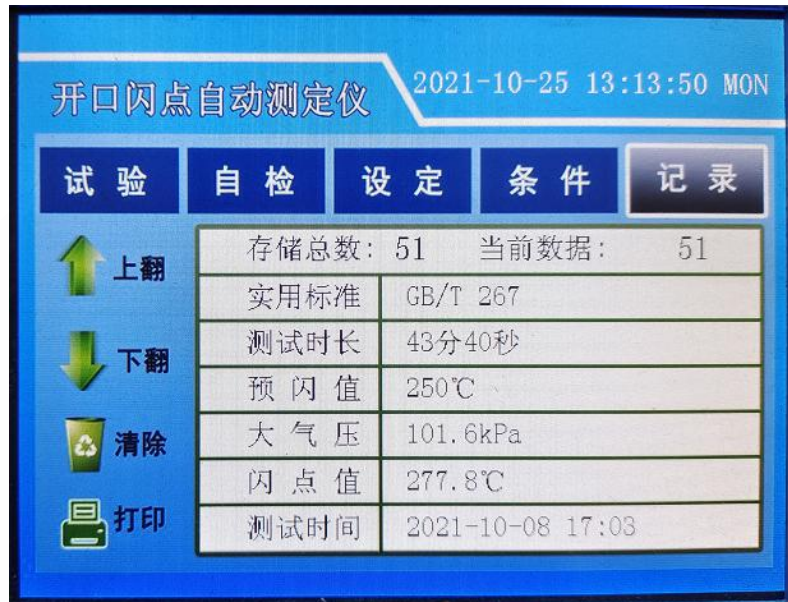 开口闪点自动测定仪 2021-10-25 13:13:50 MON
试 验 自 检 设 定 条 件 记 录
上翻
下翻
清除
打印
存储总数: 51 当前数据: 51
实用标准 GB/T 267
测试时长 43分40秒
预 闪 值 250℃
大 气 压 101.6kPa
闪 点 值 277.8℃
测试时间 2021-10-08 17:03